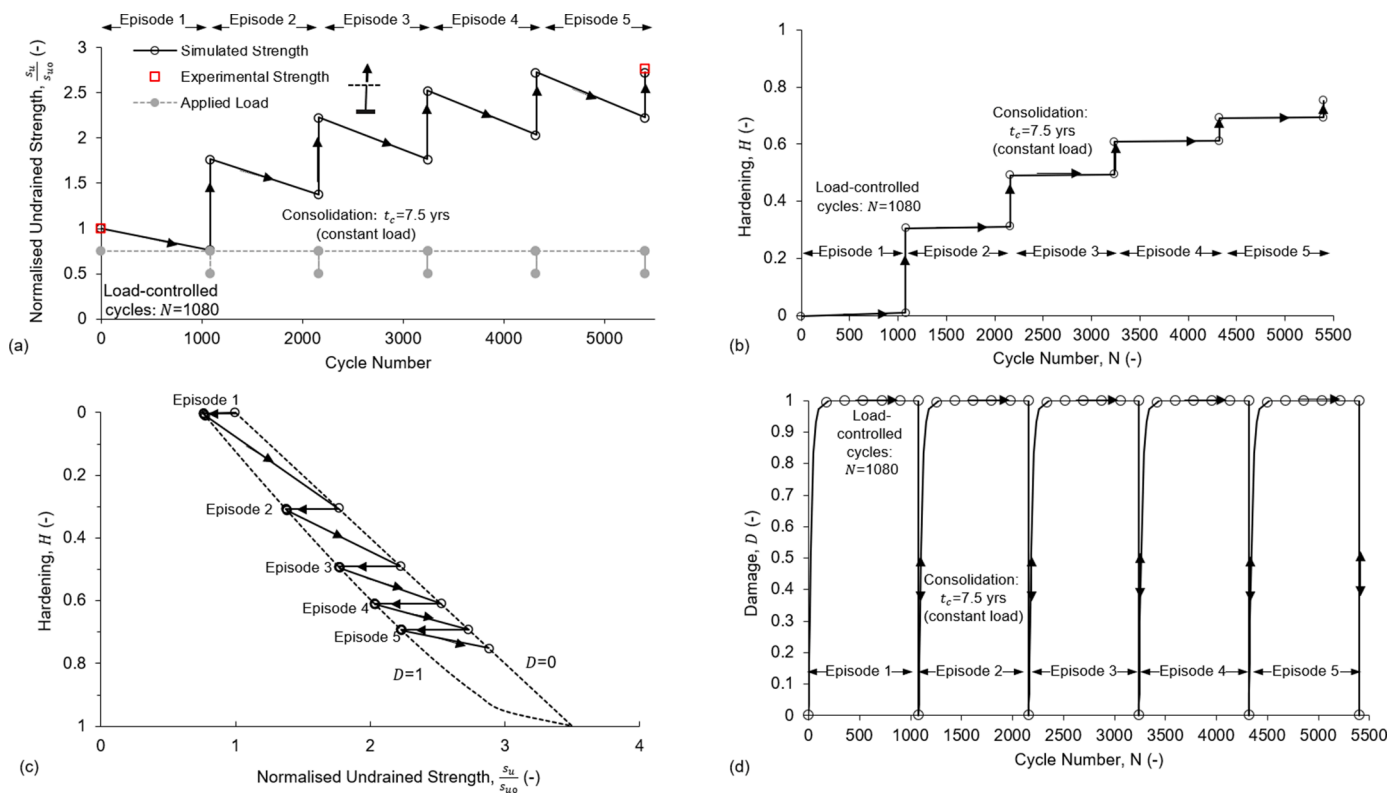 Episode 1 Episode 2 Episode 3 Episode 4 Episode 5
Normalised Undrained Strength, s_u/s_uo (-)
3
2.5
2
1.5
1
0.5
0
Simulated Strength
Experimental Strength
Applied Load
Consolidation: t_c=7.5 yrs
(constant load)
Load-controlled
cycles: N=1080
0 1000 2000 3000 4000 5000
Cycle Number
(a)
Hardening, H (-)
1
0.8
0.6
0.4
0.2
0
Consolidation:
t_c=7.5 yrs
(constant load)
Load-controlled
cycles: N=1080
Episode 1 Episode 2 Episode 3 Episode 4 Episode 5
0 500 1000 1500 2000 2500 3000 3500 4000 4500 5000 5500
Cycle Number, N (-)
(b)
Hardening, H (-)
0
0.2
0.4
0.6
0.8
1
Episode 1
Episode 2
Episode 3
Episode 4
Episode 5
D=0
D=1
0 1 2 3 4
Normalised Undrained Strength, s_u/s_uo (-)
(c)
Damage, D (-)
1
0.9
0.8
0.7
0.6
0.5
0.4
0.3
0.2
0.1
0
Load-
controlled
cycles:
N=1080
Consolidation:
t_c=7.5 yrs
(constant load)
Episode 1 Episode 2 Episode 3 Episode 4 Episode 5
0 500 1000 1500 2000 2500 3000 3500 4000 4500 5000 5500
Cycle Number, N (-)
(d)